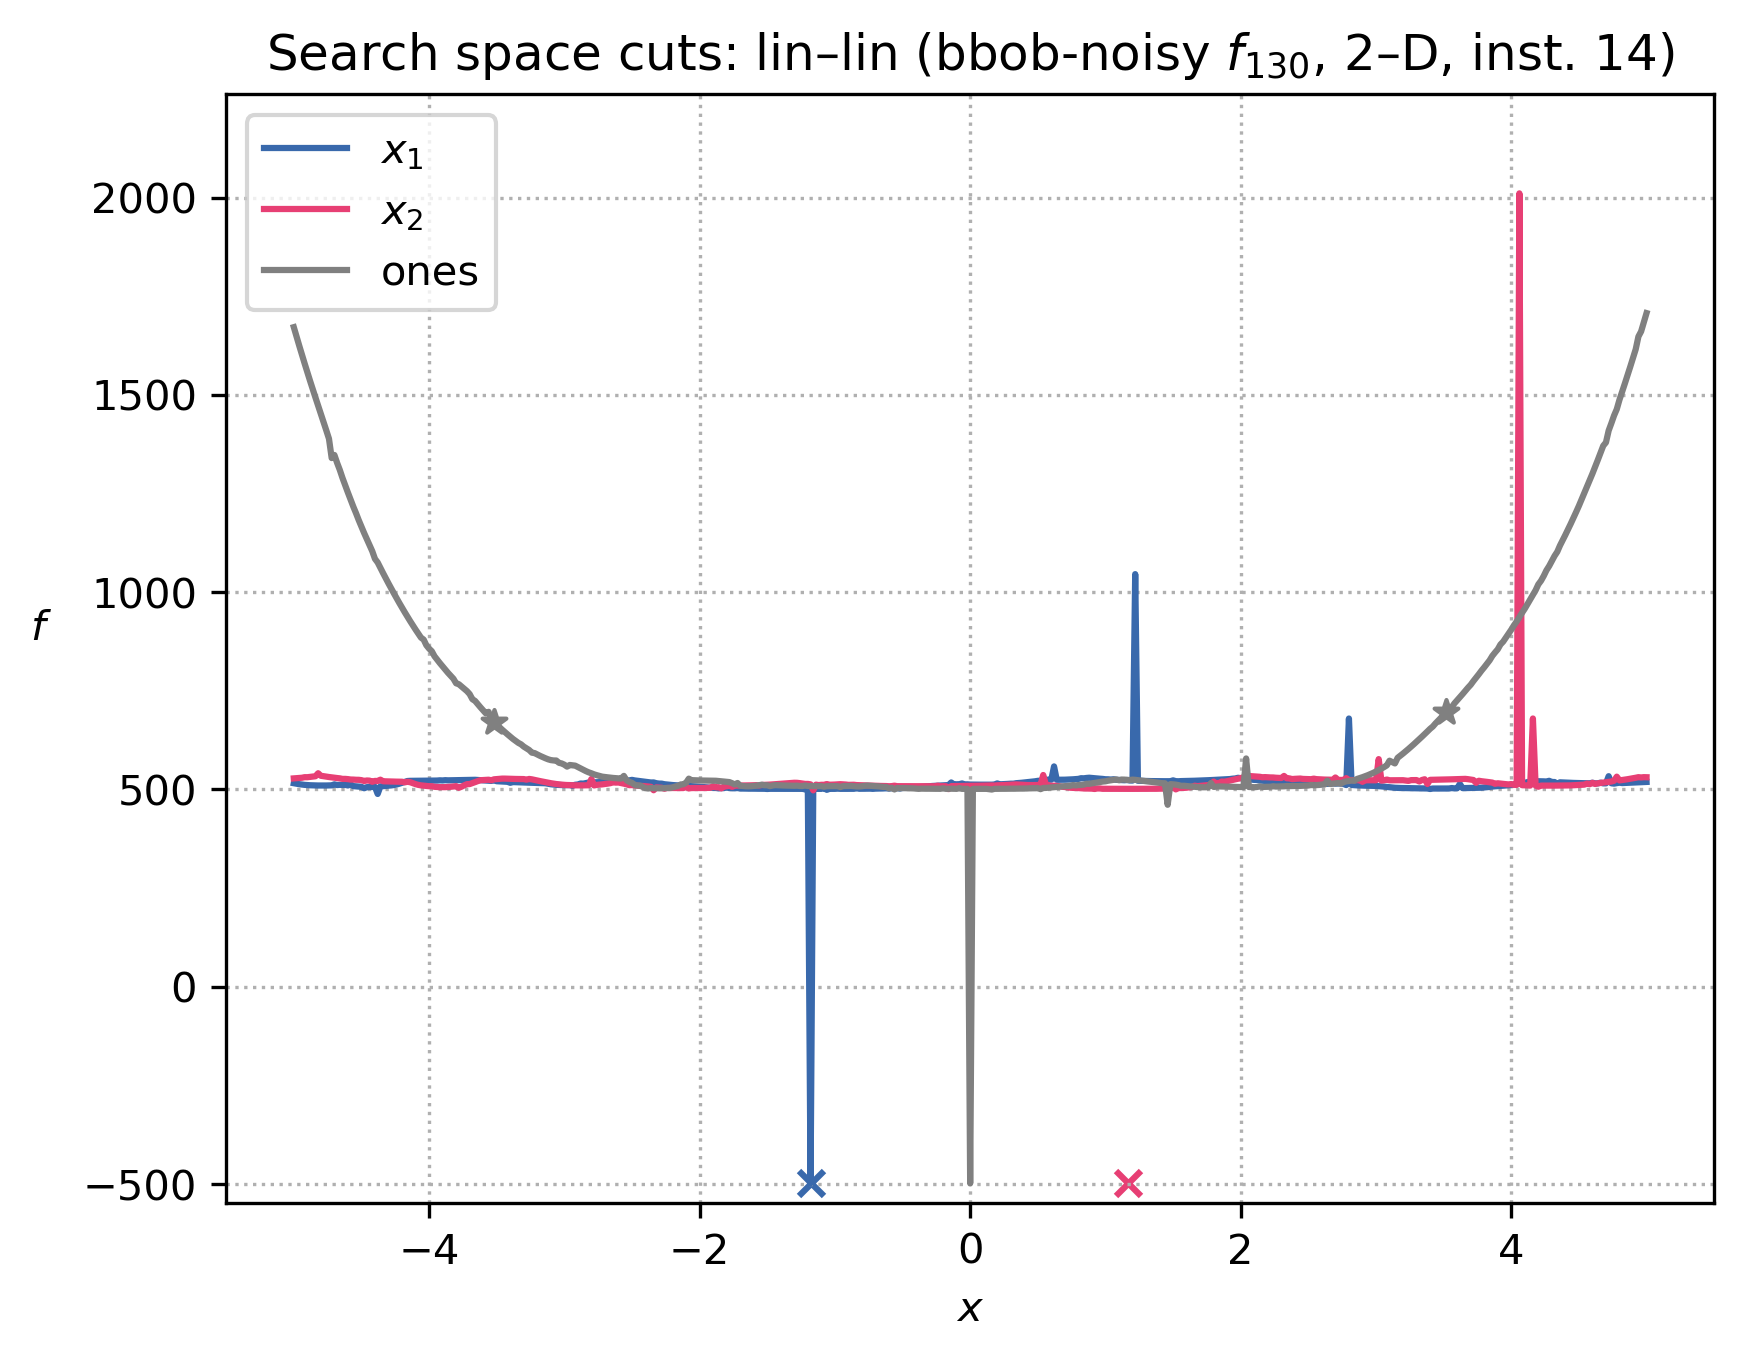 Search space cuts: lin–lin (bbob-noisy f₁₃₀, 2–D, inst. 14)
x₁
x₂
ones
2000
1500
1000
500
0
−500
f
−4 −2 0 2 4
x